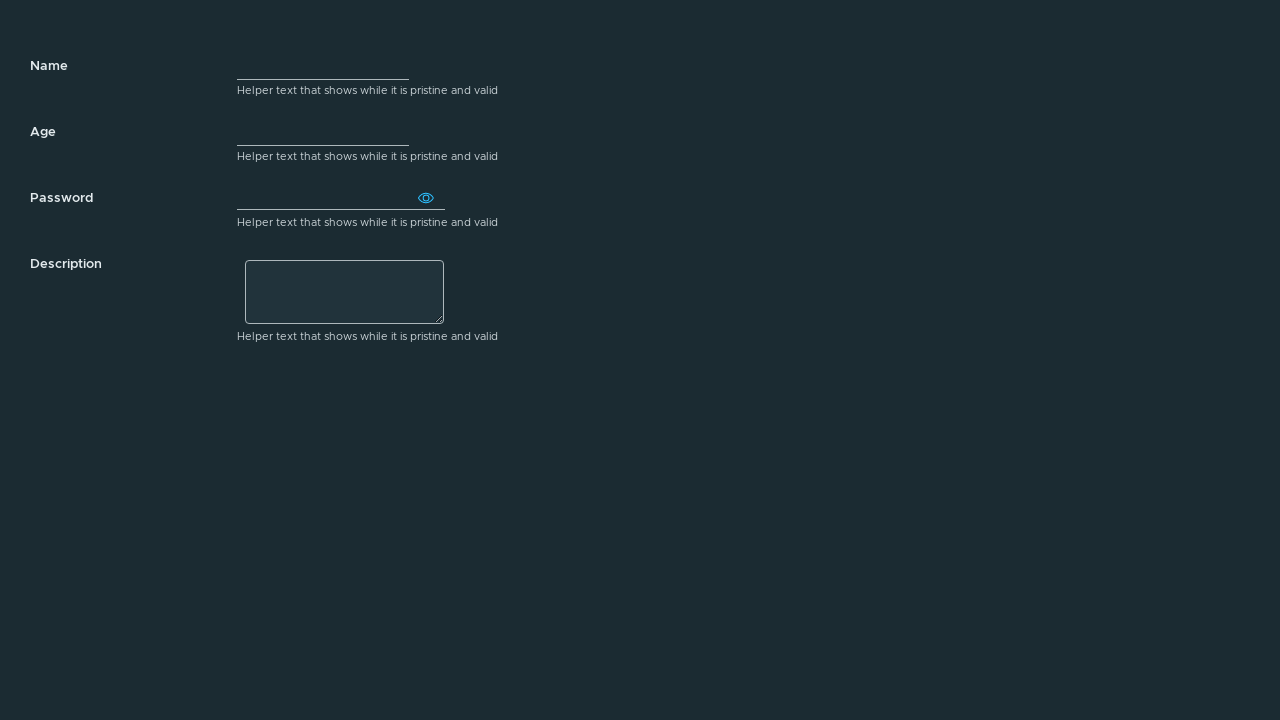 Name
Helper text that shows while it is pristine and valid
Age
Helper text that shows while it is pristine and valid
Password
Helper text that shows while it is pristine and valid
Description
Helper text that shows while it is pristine and valid